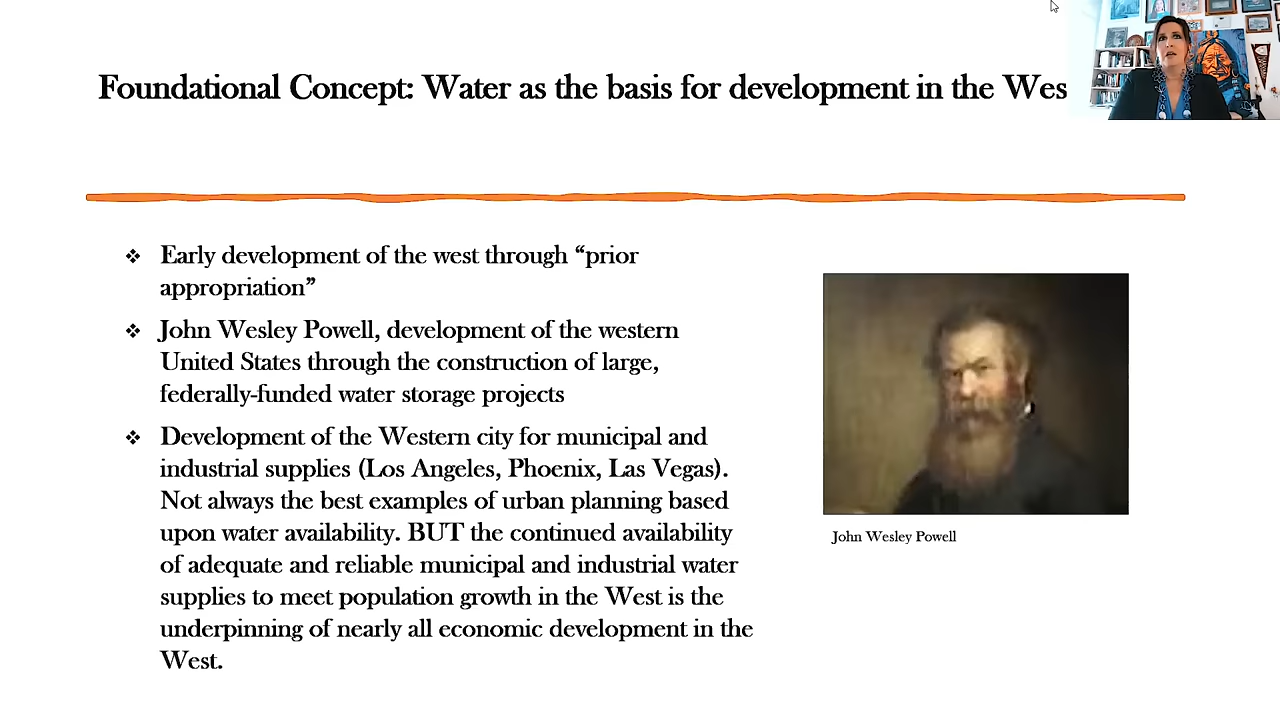 Foundational Concept: Water as the basis for development in the Wes
❖ Early development of the west through “prior
appropriation”
❖ John Wesley Powell, development of the western
United States through the construction of large,
federally-funded water storage projects
❖ Development of the Western city for municipal and
industrial supplies (Los Angeles, Phoenix, Las Vegas).
Not always the best examples of urban planning based
upon water availability. BUT the continued availability
of adequate and reliable municipal and industrial water
supplies to meet population growth in the West is the
underpinning of nearly all economic development in the
West.
John Wesley Powell